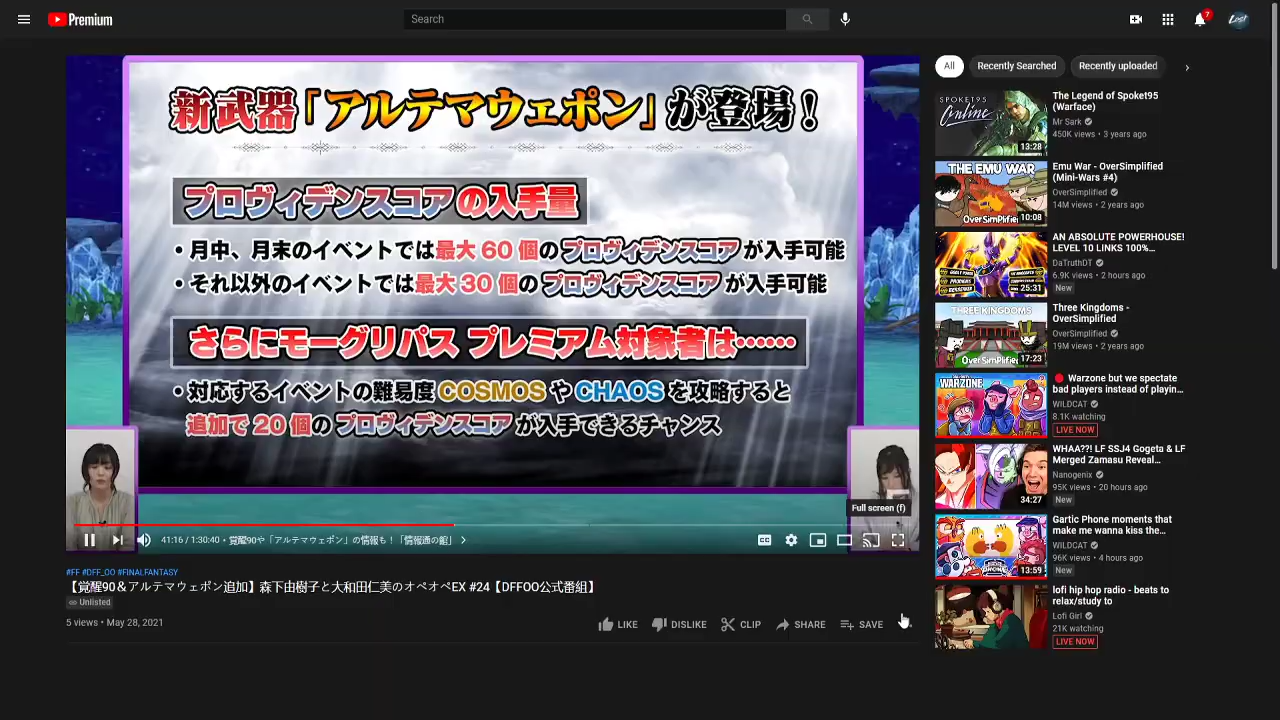 Premium
Search
7
新武器「アルテマウェポン」が登場！
プロヴィデンスコアの入手量
・月中、月末のイベントでは最大60個のプロヴィデンスコアが入手可能
・それ以外のイベントでは最大30個のプロヴィデンスコアが入手可能
さらにモーグリパス プレミアム対象者は……
・対応するイベントの難易度COSMOSやCHAOSを攻略すると
追加で20個のプロヴィデンスコアが入手できるチャンス
Full screen (f)
41:16 / 1:30:40 • 覚醒90や「アルテマウェポン」の情報も！「情報通の館」
#FF #DFF_OO #FINALFANTASY
【覚醒90＆アルテマウェポン追加】森下由樹子と大和田仁美のオペオペEX #24【DFFOO公式番組】
Unlisted
5 views • May 28, 2021
LIKE DISLIKE CLIP SHARE SAVE
All Recently Searched Recently uploaded
SPOKET95
Online
13:28
The Legend of Spoket95
(Warface)
Mr Sark
450K views • 3 years ago
THE EMU WAR
OverSimplified
10:08
Emu War - OverSimplified
(Mini-Wars #4)
OverSimplified
14M views • 2 years ago
25:31
AN ABSOLUTE POWERHOUSE!
LEVEL 10 LINKS 100%...
DaTruthDT
6.9K views • 2 hours ago
New
THREE KINGDOMS
17:23
Three Kingdoms -
OverSimplified
OverSimplified
19M views • 2 years ago
WARZONE
Warzone but we spectate
bad players instead of playin...
WILDCAT
8.1K watching
LIVE NOW
34:27
WHAA??! LF SSJ4 Gogeta & LF
Merged Zamasu Reveal...
Nanogenix
95K views • 20 hours ago
New
13:59
Gartic Phone moments that
make me wanna kiss the...
WILDCAT
96K views • 4 hours ago
New
lofi hip hop radio - beats to
relax/study to
Lofi Girl
21K watching
LIVE NOW